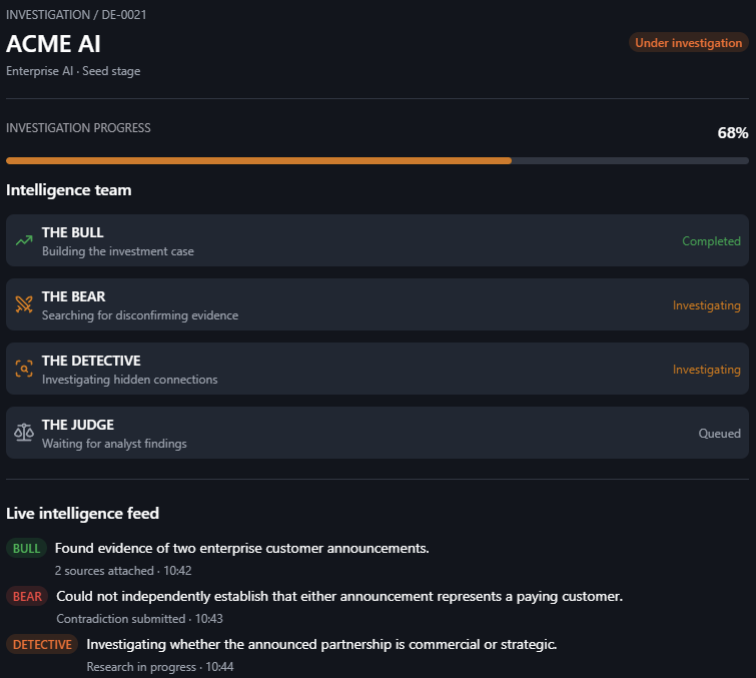 INVESTIGATION / DE-0021
ACME AI
Under investigation
Enterprise AI · Seed stage
INVESTIGATION PROGRESS
68%
Intelligence team
THE BULL
Building the investment case
Completed
THE BEAR
Searching for disconfirming evidence
Investigating
THE DETECTIVE
Investigating hidden connections
Investigating
THE JUDGE
Waiting for analyst findings
Queued
Live intelligence feed
BULL Found evidence of two enterprise customer announcements.
2 sources attached · 10:42
BEAR Could not independently establish that either announcement represents a paying customer.
Contradiction submitted · 10:43
DETECTIVE Investigating whether the announced partnership is commercial or strategic.
Research in progress · 10:44